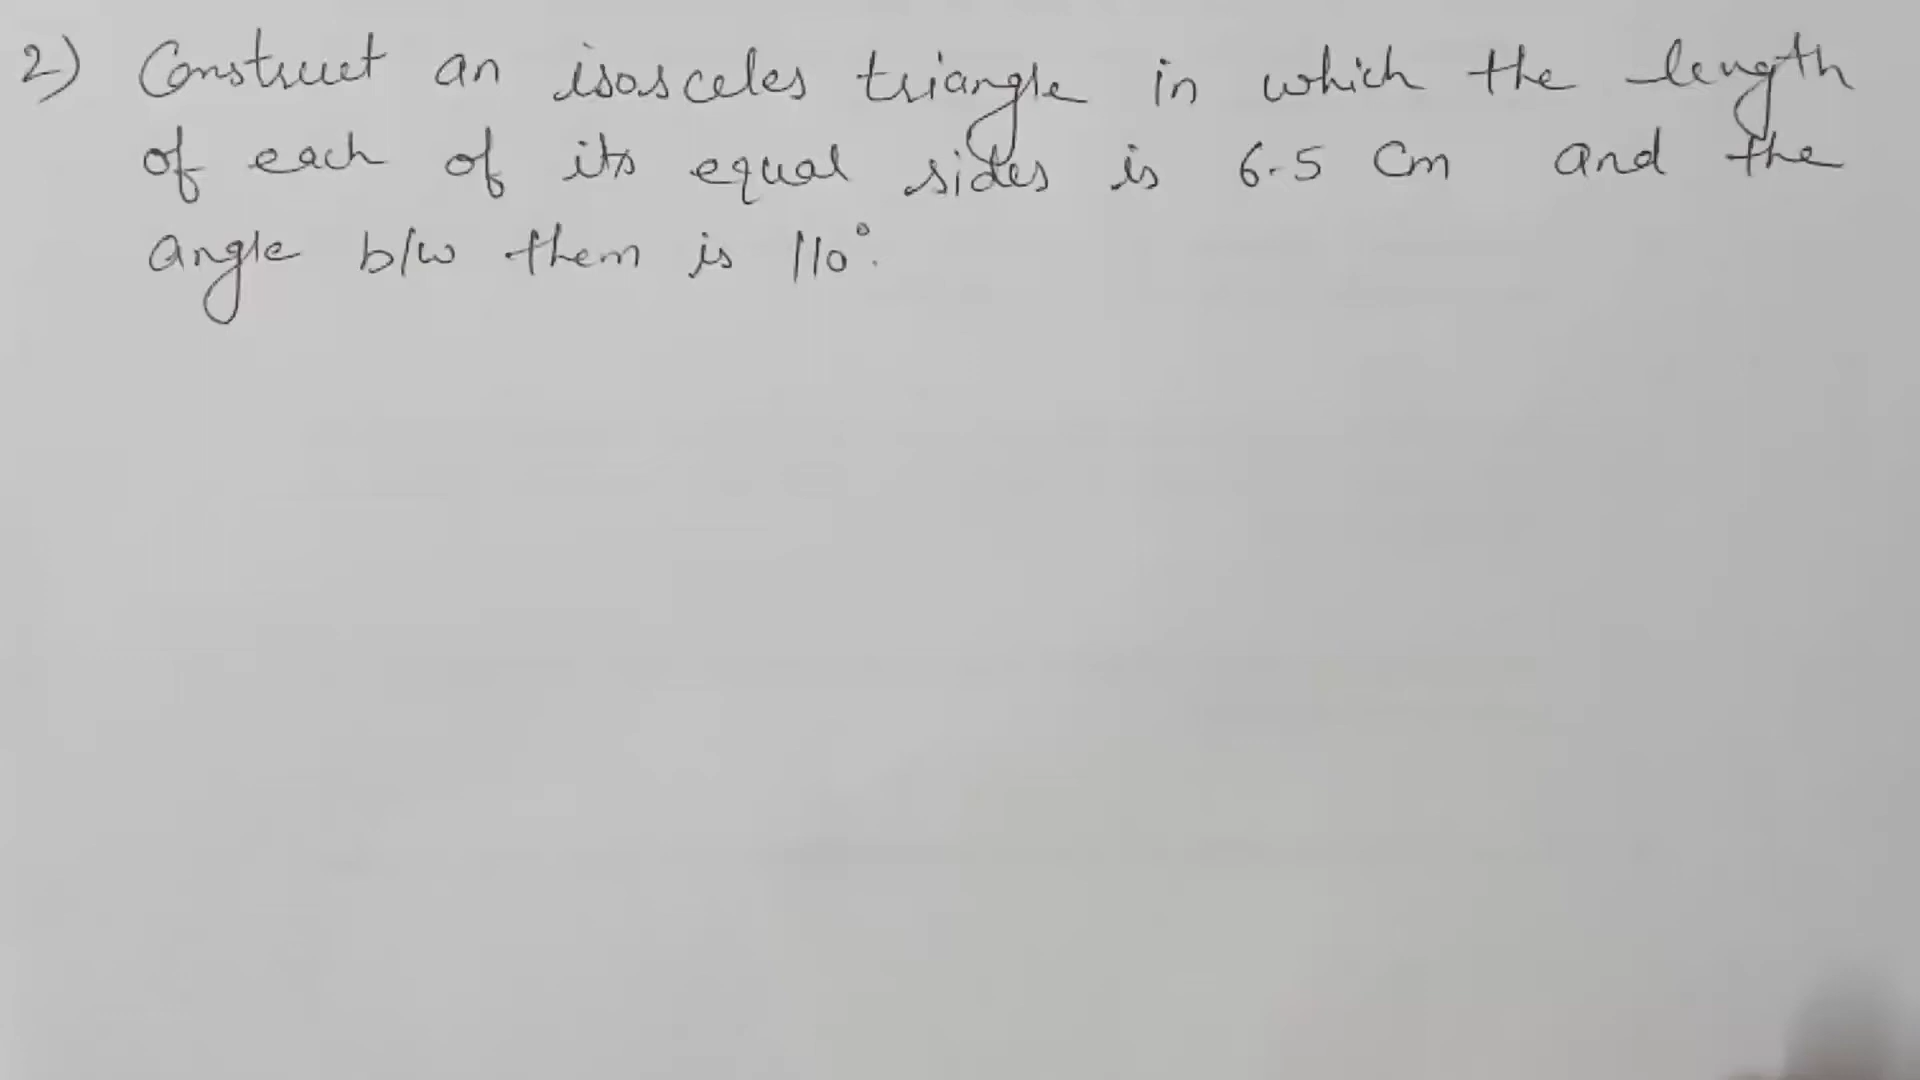 2) Construct an isosceles triangle in which the length
of each of its equal sides is 6.5 cm and the
angle b/w them is 110°.